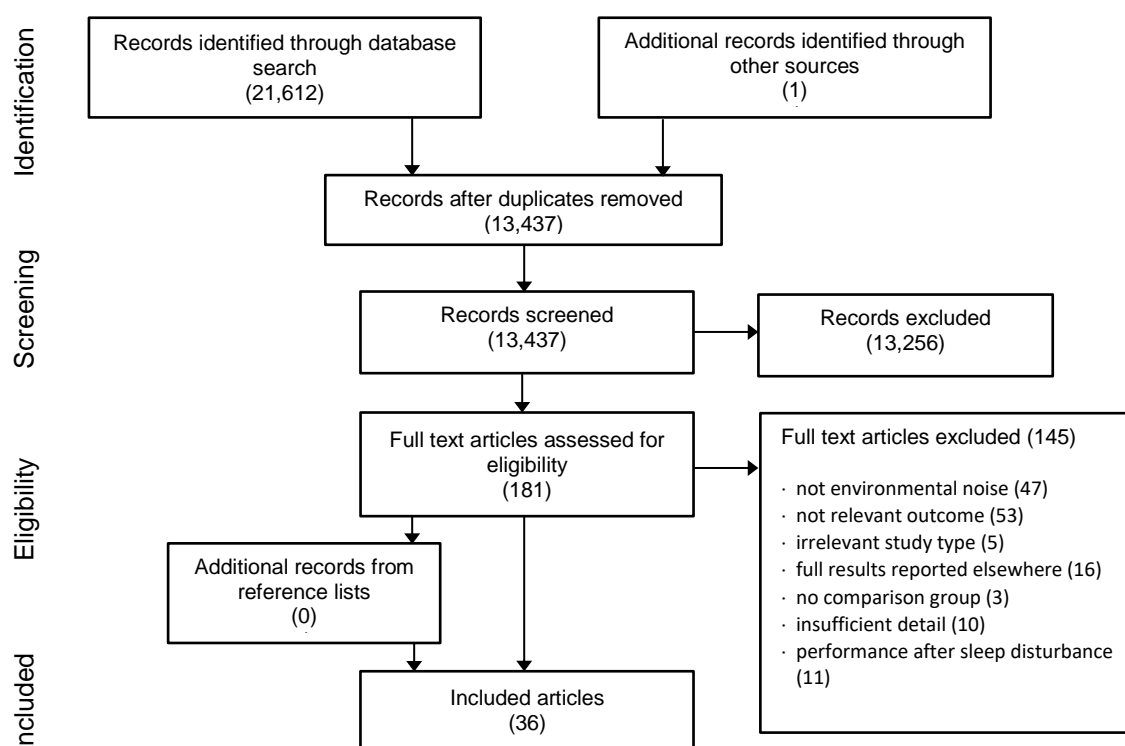 Identification
Records identified through database
search
(21,612)
Additional records identified through
other sources
(1)
Records after duplicates removed
(13,437)
Screening
Records screened
(13,437)
Records excluded
(13,256)
Eligibility
Full text articles assessed for
eligibility
(181)
Full text articles excluded (145)
· not environmental noise (47)
· not relevant outcome (53)
· irrelevant study type (5)
· full results reported elsewhere (16)
· no comparison group (3)
· insufficient detail (10)
· performance after sleep disturbance
(11)
Additional records from
reference lists
(0)
ncluded
Included articles
(36)